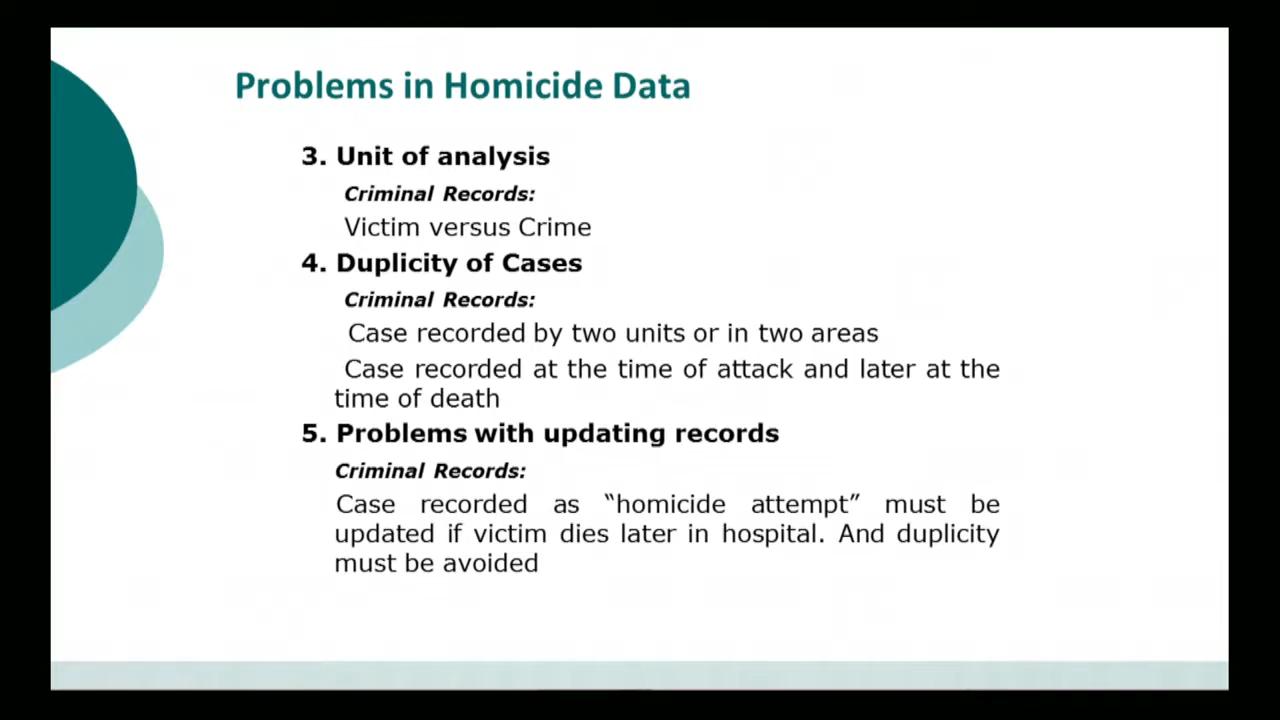 Problems in Homicide Data
3. Unit of analysis
Criminal Records:
Victim versus Crime
4. Duplicity of Cases
Criminal Records:
Case recorded by two units or in two areas
Case recorded at the time of attack and later at the
time of death
5. Problems with updating records
Criminal Records:
Case recorded as “homicide attempt” must be
updated if victim dies later in hospital. And duplicity
must be avoided